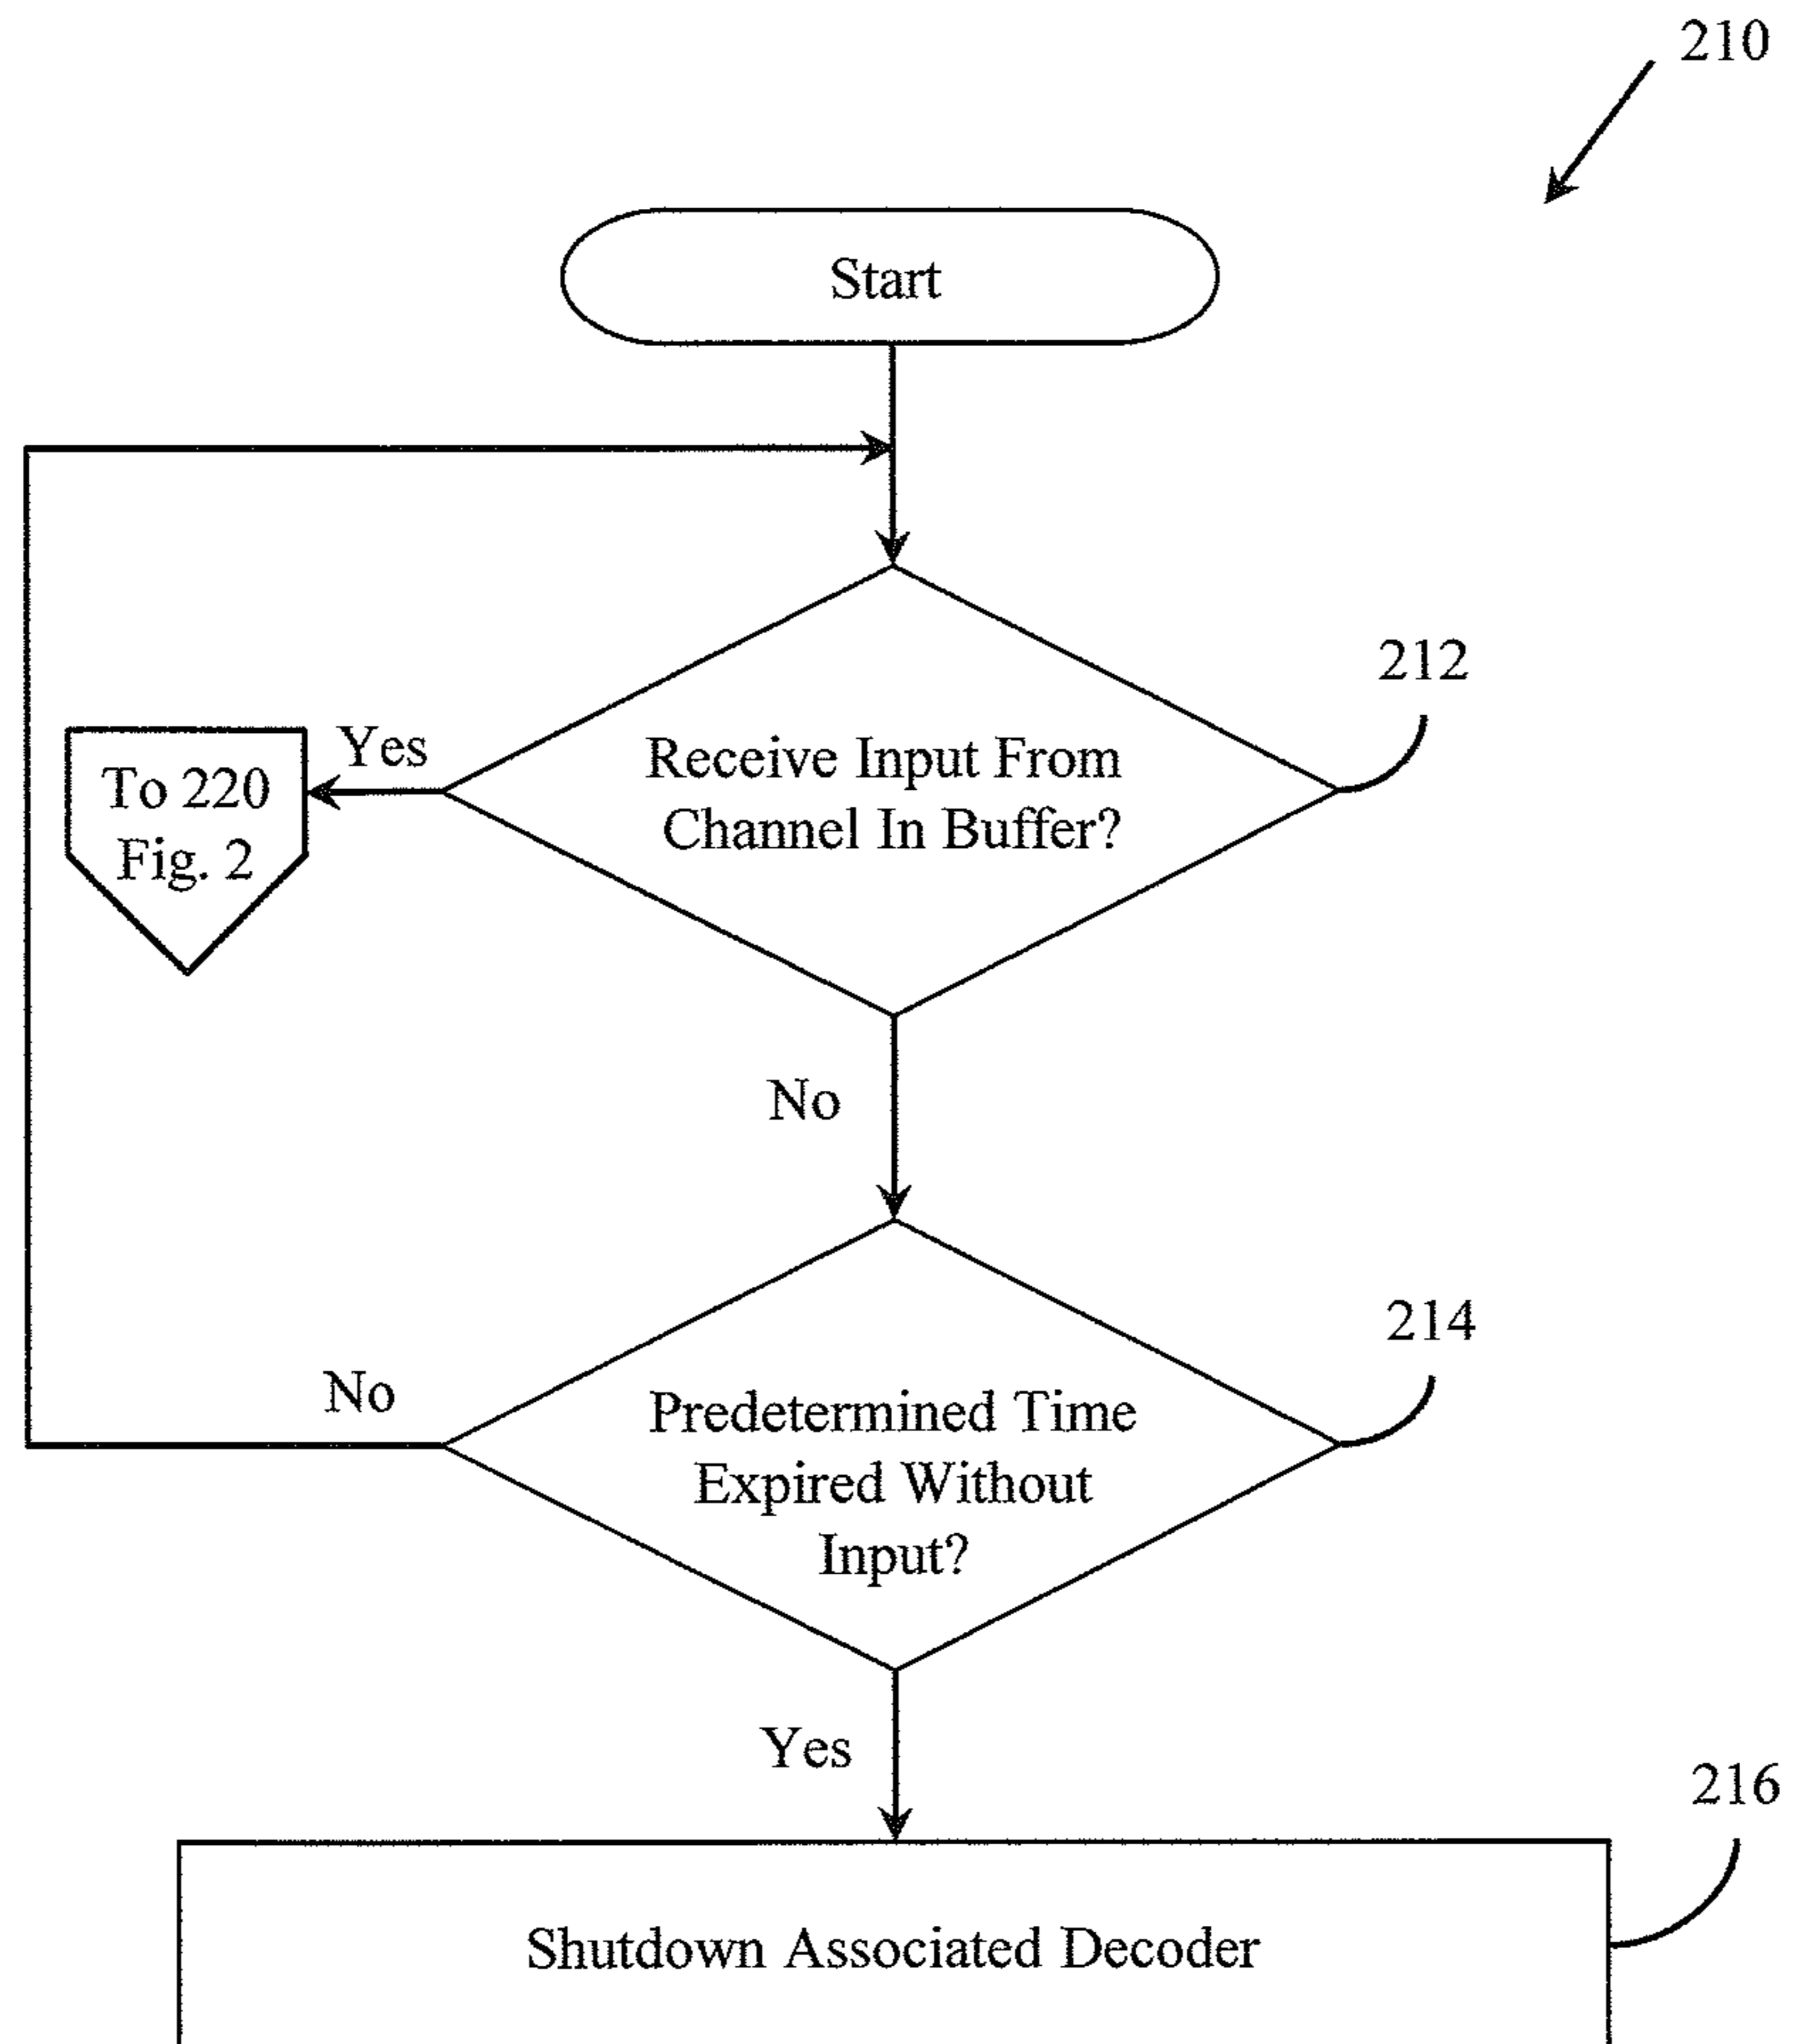 210
Start
212
Yes
Receive Input From
Channel In Buffer?
To 220
Fig. 2
No
214
No
Predetermined Time
Expired Without
Input?
Yes
216
Shutdown Associated Decoder